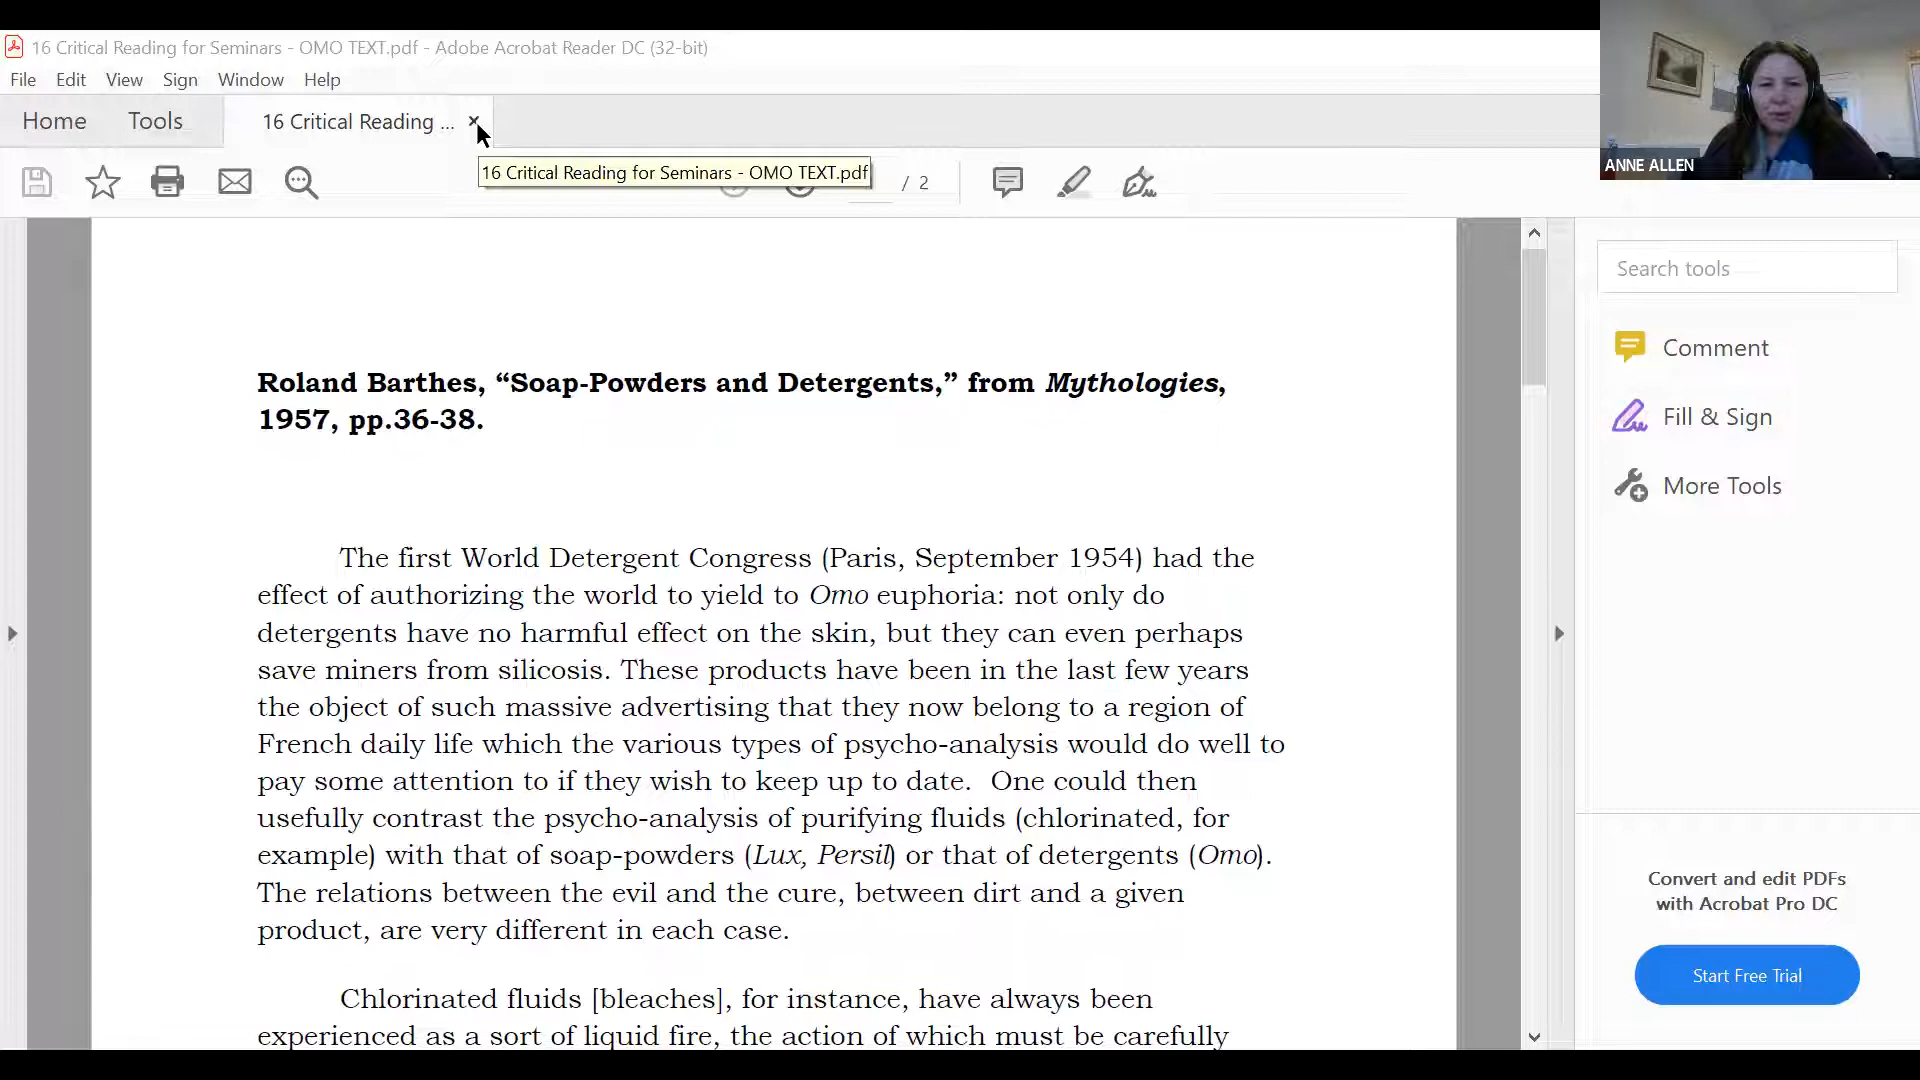 16 Critical Reading for Seminars - OMO TEXT.pdf - Adobe Acrobat Reader DC (32-bit)
File Edit View Sign Window Help
Home Tools 16 Critical Reading ...
16 Critical Reading for Seminars - OMO TEXT.pdf
/ 2
ANNE ALLEN
Roland Barthes, “Soap-Powders and Detergents,” from Mythologies,
1957, pp.36-38.
The first World Detergent Congress (Paris, September 1954) had the
effect of authorizing the world to yield to Omo euphoria: not only do
detergents have no harmful effect on the skin, but they can even perhaps
save miners from silicosis. These products have been in the last few years
the object of such massive advertising that they now belong to a region of
French daily life which the various types of psycho-analysis would do well to
pay some attention to if they wish to keep up to date.  One could then
usefully contrast the psycho-analysis of purifying fluids (chlorinated, for
example) with that of soap-powders (Lux, Persil) or that of detergents (Omo).
The relations between the evil and the cure, between dirt and a given
product, are very different in each case.
Chlorinated fluids [bleaches], for instance, have always been
experienced as a sort of liquid fire, the action of which must be carefully
Search tools
Comment
Fill & Sign
More Tools
Convert and edit PDFs
with Acrobat Pro DC
Start Free Trial